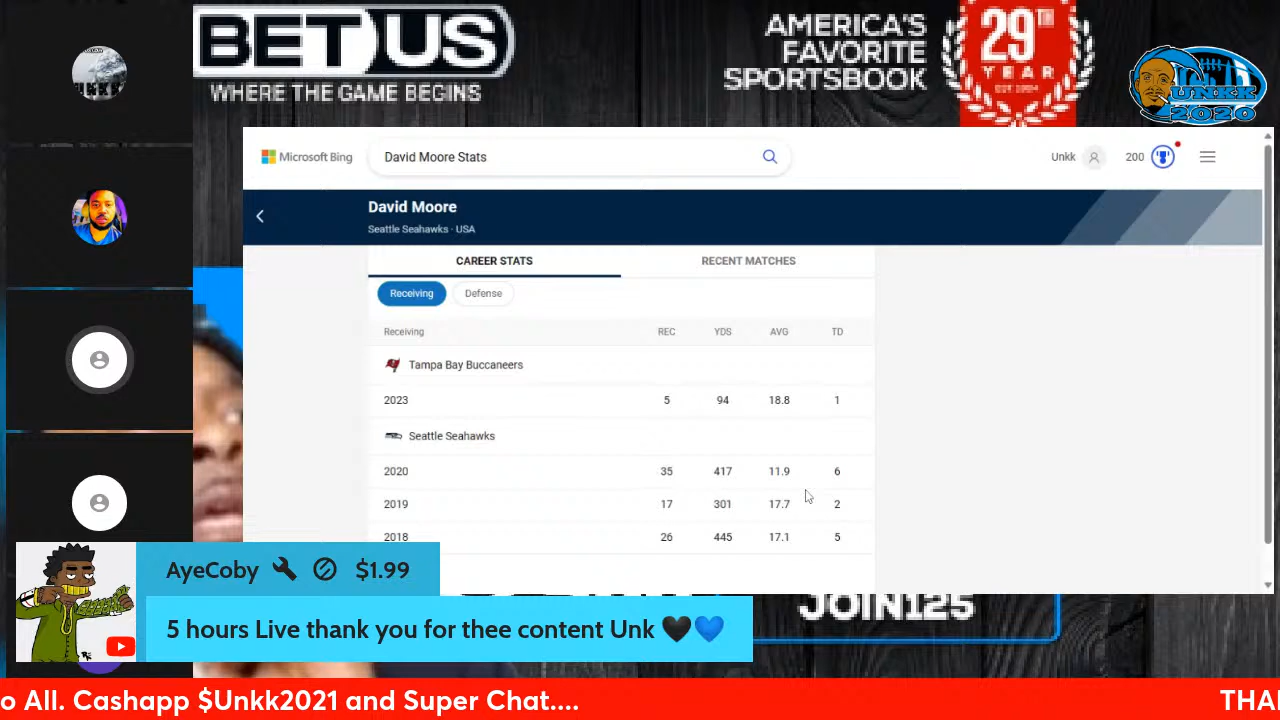 BETUS
WHERE THE GAME BEGINS
AMERICA'S
FAVORITE
SPORTSBOOK
29TH
YEAR
UNKK
2020
Microsoft Bing
David Moore Stats
Unkk
200
David Moore
Seattle Seahawks · USA
CAREER STATS
RECENT MATCHES
Receiving
Defense
Receiving REC YDS AVG TD
Tampa Bay Buccaneers
2023 5 94 18.8 1
Seattle Seahawks
2020 35 417 11.9 6
2019 17 301 17.7 2
2018 26 445 17.1 5
JOIN125
AyeCoby $1.99
5 hours Live thank you for thee content Unk 🖤💙
o All. Cashapp $Unkk2021 and Super Chat.... THA